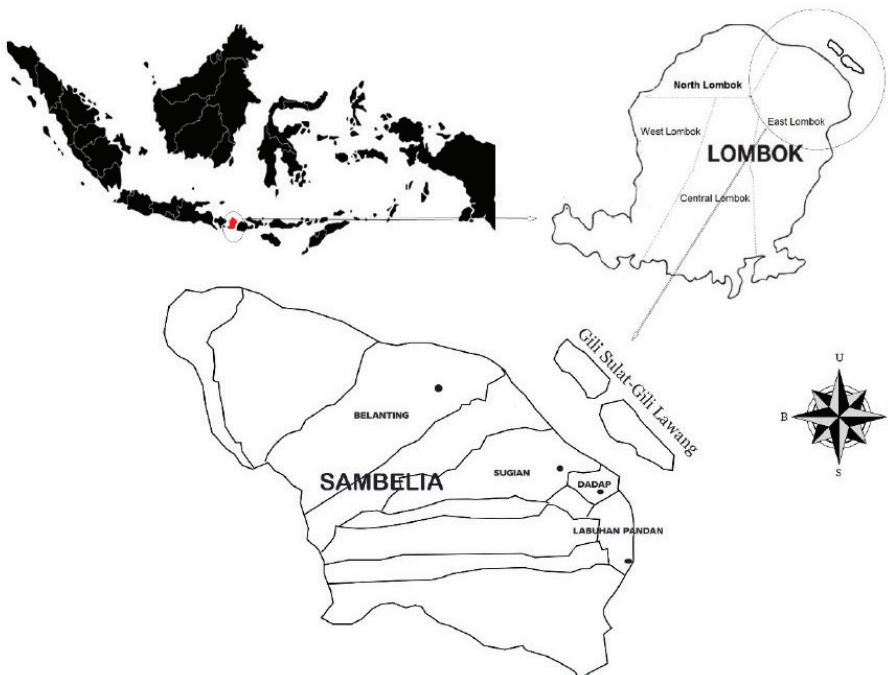 North Lombok
West Lombok
East Lombok
LOMBOK
Central Lombok
Gili Sulat-Gili Lawang
U
B
S
BELANTING
SAMBELIA
SUGIAN
DADAP
LABUHAN PANDAN